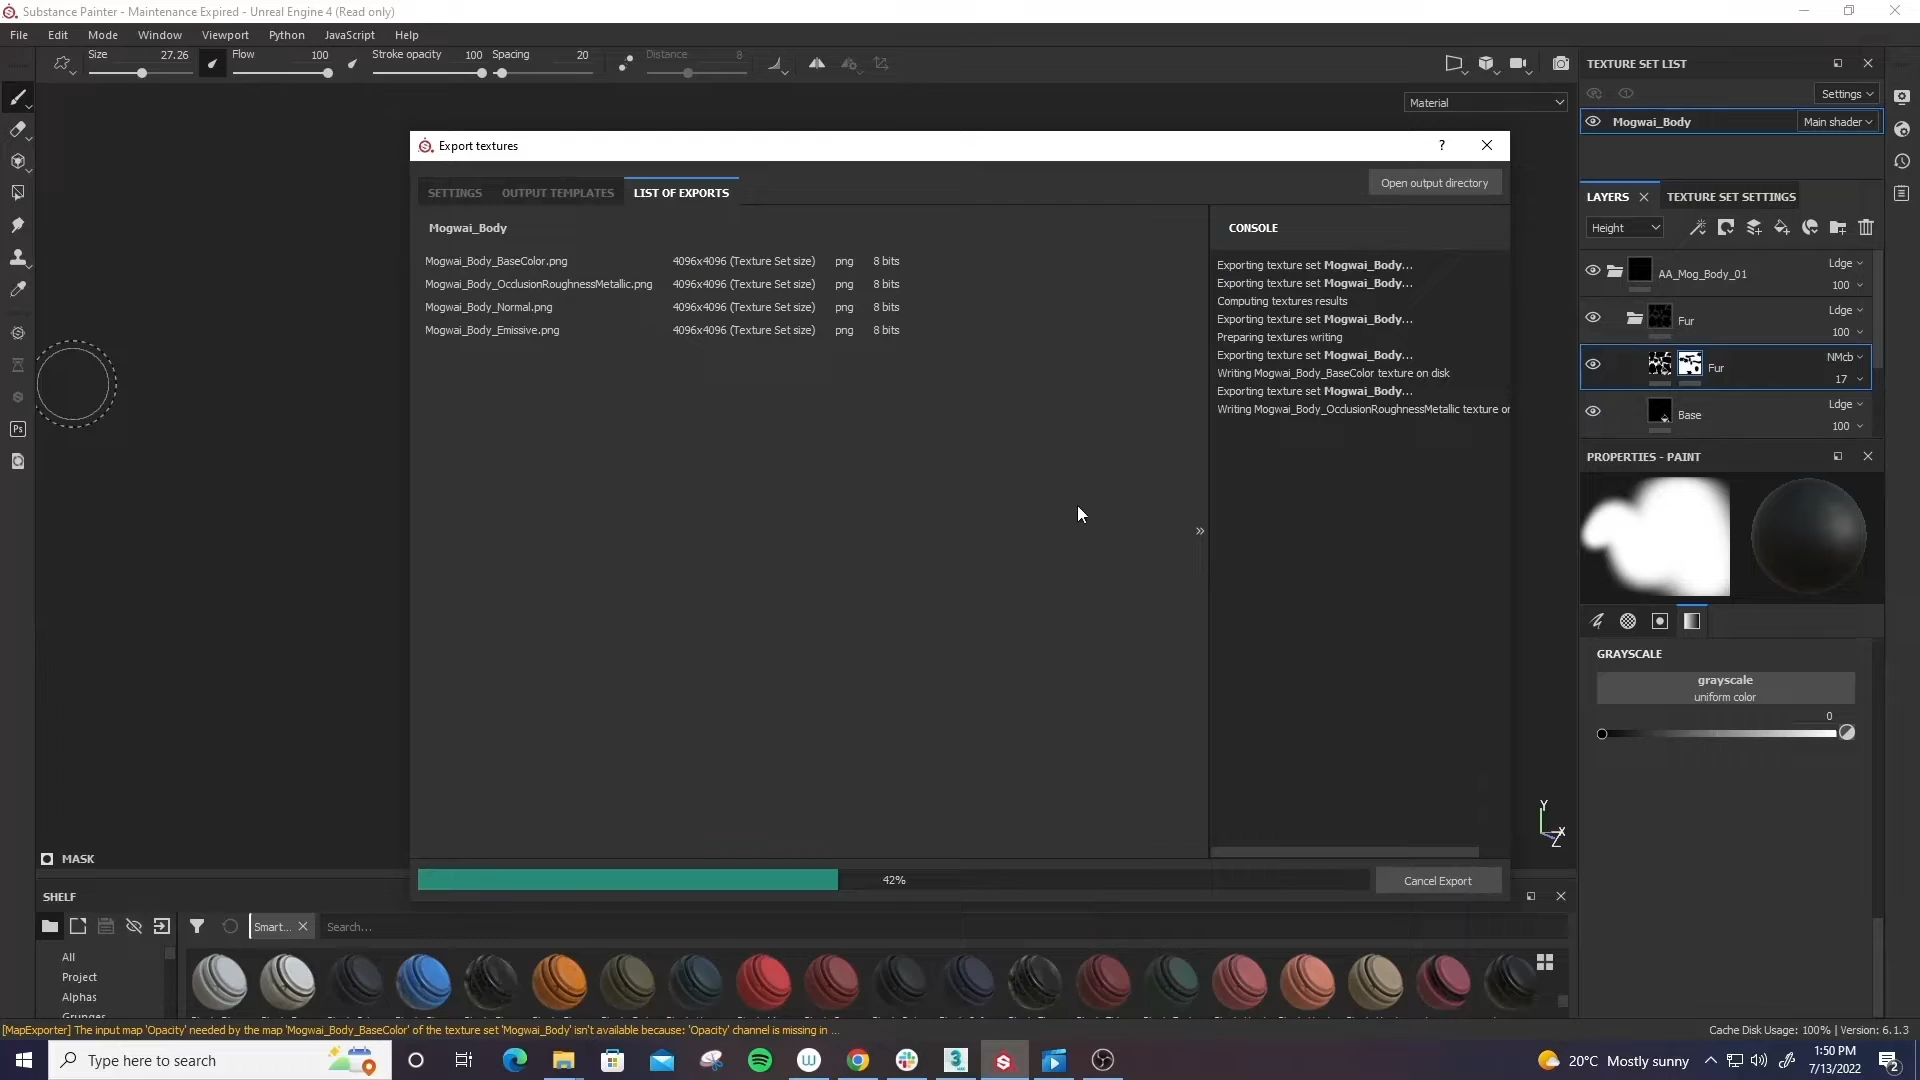 Substance Painter - Maintenance Expired - Unreal Engine 4 (Read only)
File Edit Mode Window Viewport Python JavaScript Help
Size 27.26 Flow 100 Stroke opacity 100 Spacing 20 Distance 8
TEXTURE SET LIST
Settings
Material
Mogwai_Body Main shader
Export textures ?
SETTINGS OUTPUT TEMPLATES LIST OF EXPORTS
Open output directory
Mogwai_Body
Mogwai_Body_BaseColor.png 4096x4096 (Texture Set size) png 8 bits
Mogwai_Body_OcclusionRoughnessMetallic.png 4096x4096 (Texture Set size) png 8 bits
Mogwai_Body_Normal.png 4096x4096 (Texture Set size) png 8 bits
Mogwai_Body_Emissive.png 4096x4096 (Texture Set size) png 8 bits
CONSOLE
Exporting texture set Mogwai_Body...
Exporting texture set Mogwai_Body...
Computing textures results
Exporting texture set Mogwai_Body...
Preparing textures writing
Exporting texture set Mogwai_Body...
Writing Mogwai_Body_BaseColor texture on disk
Exporting texture set Mogwai_Body...
Writing Mogwai_Body_OcclusionRoughnessMetallic texture or
42%
Cancel Export
LAYERS TEXTURE SET SETTINGS
Height
AA_Mog_Body_01 Ldge
100
Fur Ldge
100
Fur NMcb
17
Base Ldge
100
PROPERTIES - PAINT
GRAYSCALE
grayscale
uniform color
0
Y
X
Z
Ps
MASK
SHELF
Smart... Search...
All
Project
Alphas
Grunges
[MapExporter] The input map 'Opacity' needed by the map 'Mogwai_Body_BaseColor' of the texture set 'Mogwai_Body' isn't available because: 'Opacity' channel is missing in ...
Cache Disk Usage: 100% | Version: 6.1.3
Type here to search
20°C Mostly sunny
1:50 PM
7/13/2022
2